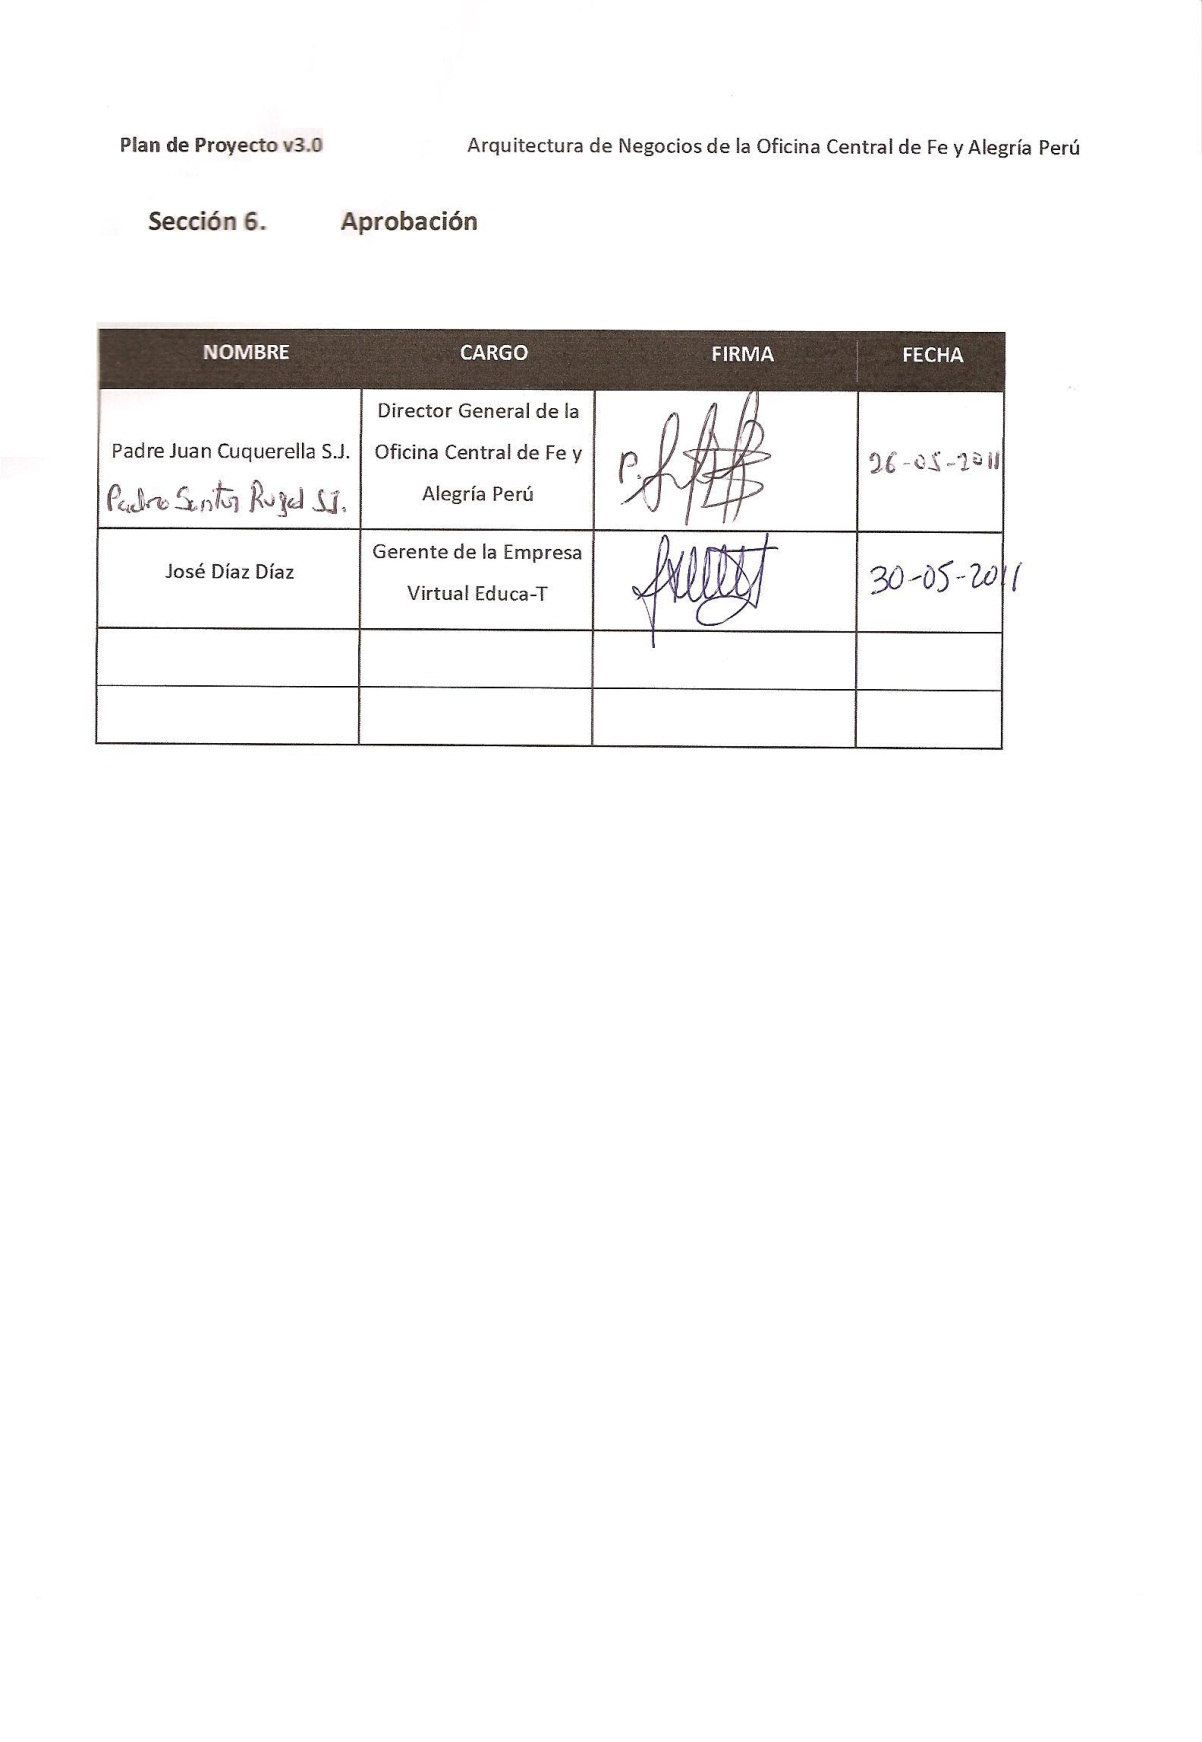 Plan de Proyecto v3.0 Arquitectura de Negocios de la Oficina Central de Fe y Alegría Perú
Sección 6. Aprobación
NOMBRE CARGO FIRMA FECHA
Director General de la
Padre Juan Cuquerella S.J. Oficina Central de Fe y P. 26-05-2011
Padre Alegría Perú
S.J.
Gerente de la Empresa
José Díaz Díaz 30-05-2011
Virtual Educa-T